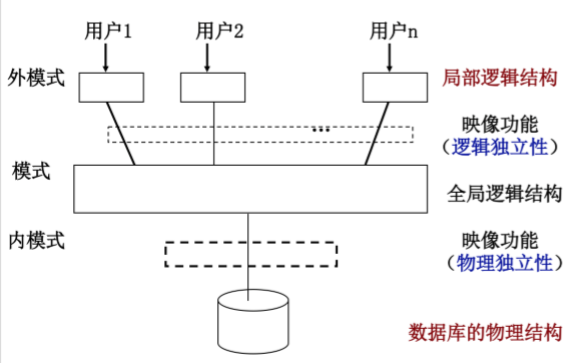 用户1 用户2 用户n
外模式 局部逻辑结构
... 映像功能
（逻辑独立性）
模式
全局逻辑结构
内模式 映像功能
（物理独立性）
数据库的物理结构